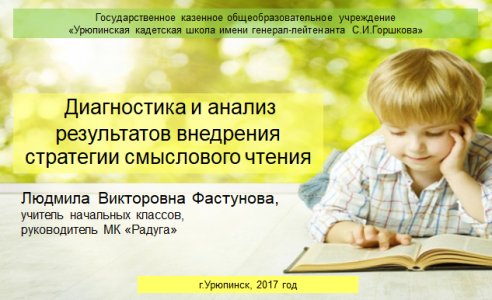 Государственное казенное общеобразовательное учреждение
«Урюпинская кадетская школа имени генерал-лейтенанта С.И.Горшкова»
Диагностика и анализ
результатов внедрения
стратегии смыслового чтения
Людмила Викторовна Фастунова,
учитель начальных классов,
руководитель МК «Радуга»
г.Урюпинск, 2017 год